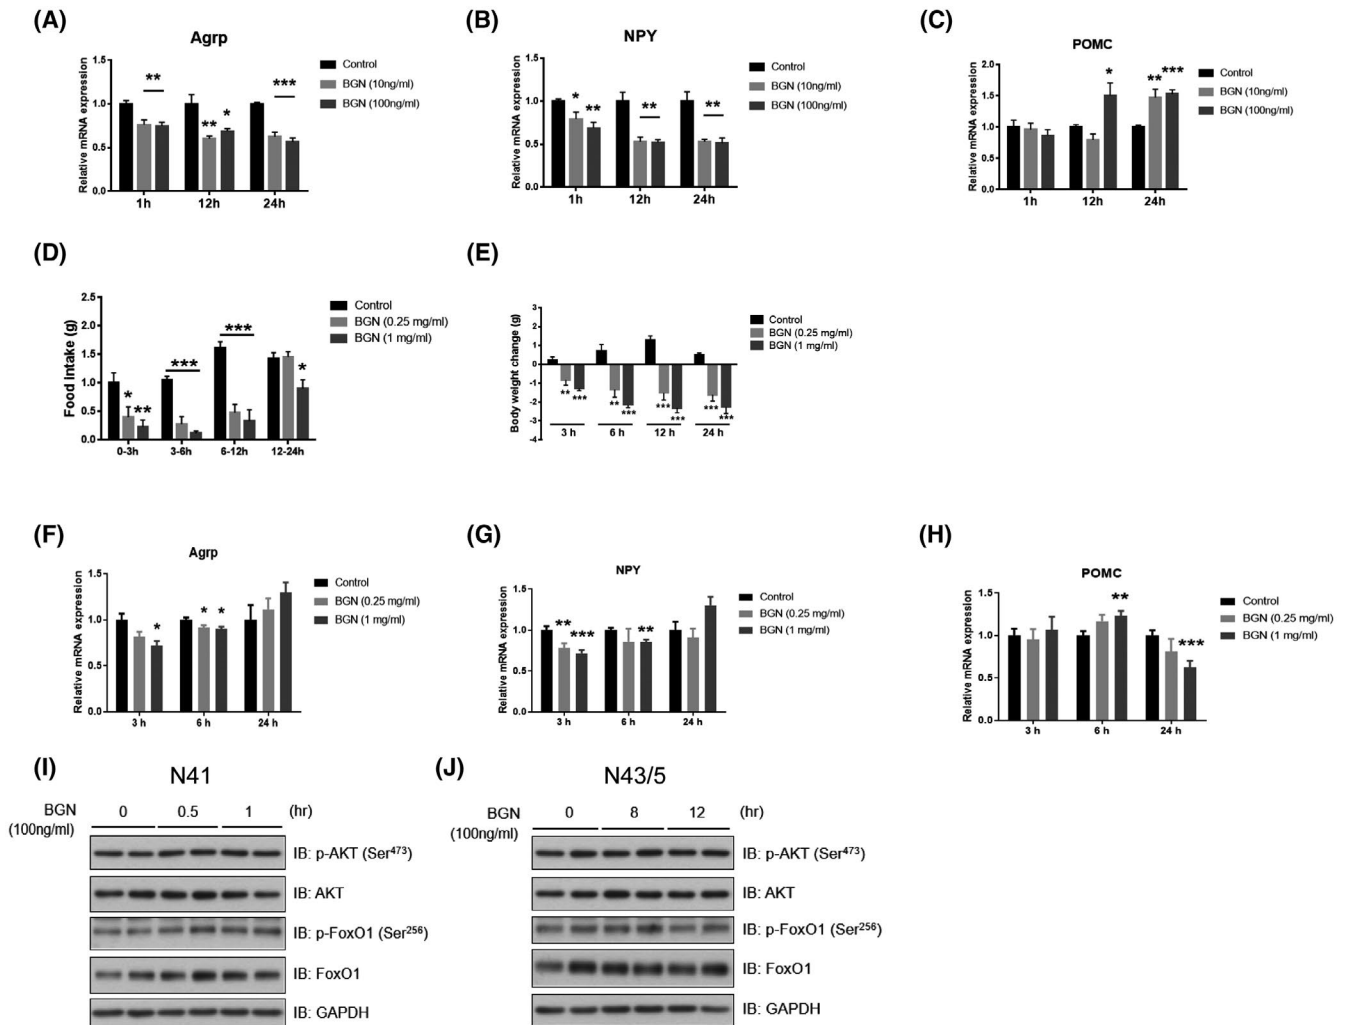 (A)
Agrp
Relative mRNA expression
1.5
1.0
0.5
0.0
**
** *
***
1h 12h 24h
Control
BGN (10ng/ml)
BGN (100ng/ml)
(B)
NPY
Relative mRNA expression
1.5
1.0
0.5
0.0
* **
**
**
1h 12h 24h
Control
BGN (10ng/ml)
BGN (100ng/ml)
(C)
POMC
Relative mRNA expression
2.0
1.5
1.0
0.5
0.0
*
** ***
1h 12h 24h
Control
BGN (10ng/ml)
BGN (100ng/ml)
(D)
Food intake (g)
2.5
2.0
1.5
1.0
0.5
0.0
* **
***
***
*
0-3h 3-6h 6-12h 12-24h
Control
BGN (0.25 mg/ml)
BGN (1 mg/ml)
(E)
Body weight change (g)
3
2
1
0
-1
-2
-3
-4
** ***
** ***
*** ***
*** ***
3 h 6 h 12 h 24 h
Control
BGN (0.25 mg/ml)
BGN (1 mg/ml)
(F)
Agrp
Relative mRNA expression
1.5
1.0
0.5
0.0
*
* *
3 h 6 h 24 h
Control
BGN (0.25 mg/ml)
BGN (1 mg/ml)
(G)
NPY
Relative mRNA expression
1.5
1.0
0.5
0.0
** ***
**
3 h 6 h 24 h
Control
BGN (0.25 mg/ml)
BGN (1 mg/ml)
(H)
POMC
Relative mRNA expression
1.5
1.0
0.5
0.0
**
***
3 h 6 h 24 h
Control
BGN (0.25 mg/ml)
BGN (1 mg/ml)
(I)
N41
BGN 0 0.5 1 (hr)
(100ng/ml)
IB: p-AKT (Ser473)
IB: AKT
IB: p-FoxO1 (Ser256)
IB: FoxO1
IB: GAPDH
(J)
N43/5
BGN 0 8 12 (hr)
(100ng/ml)
IB: p-AKT (Ser473)
IB: AKT
IB: p-FoxO1 (Ser256)
IB: FoxO1
IB: GAPDH